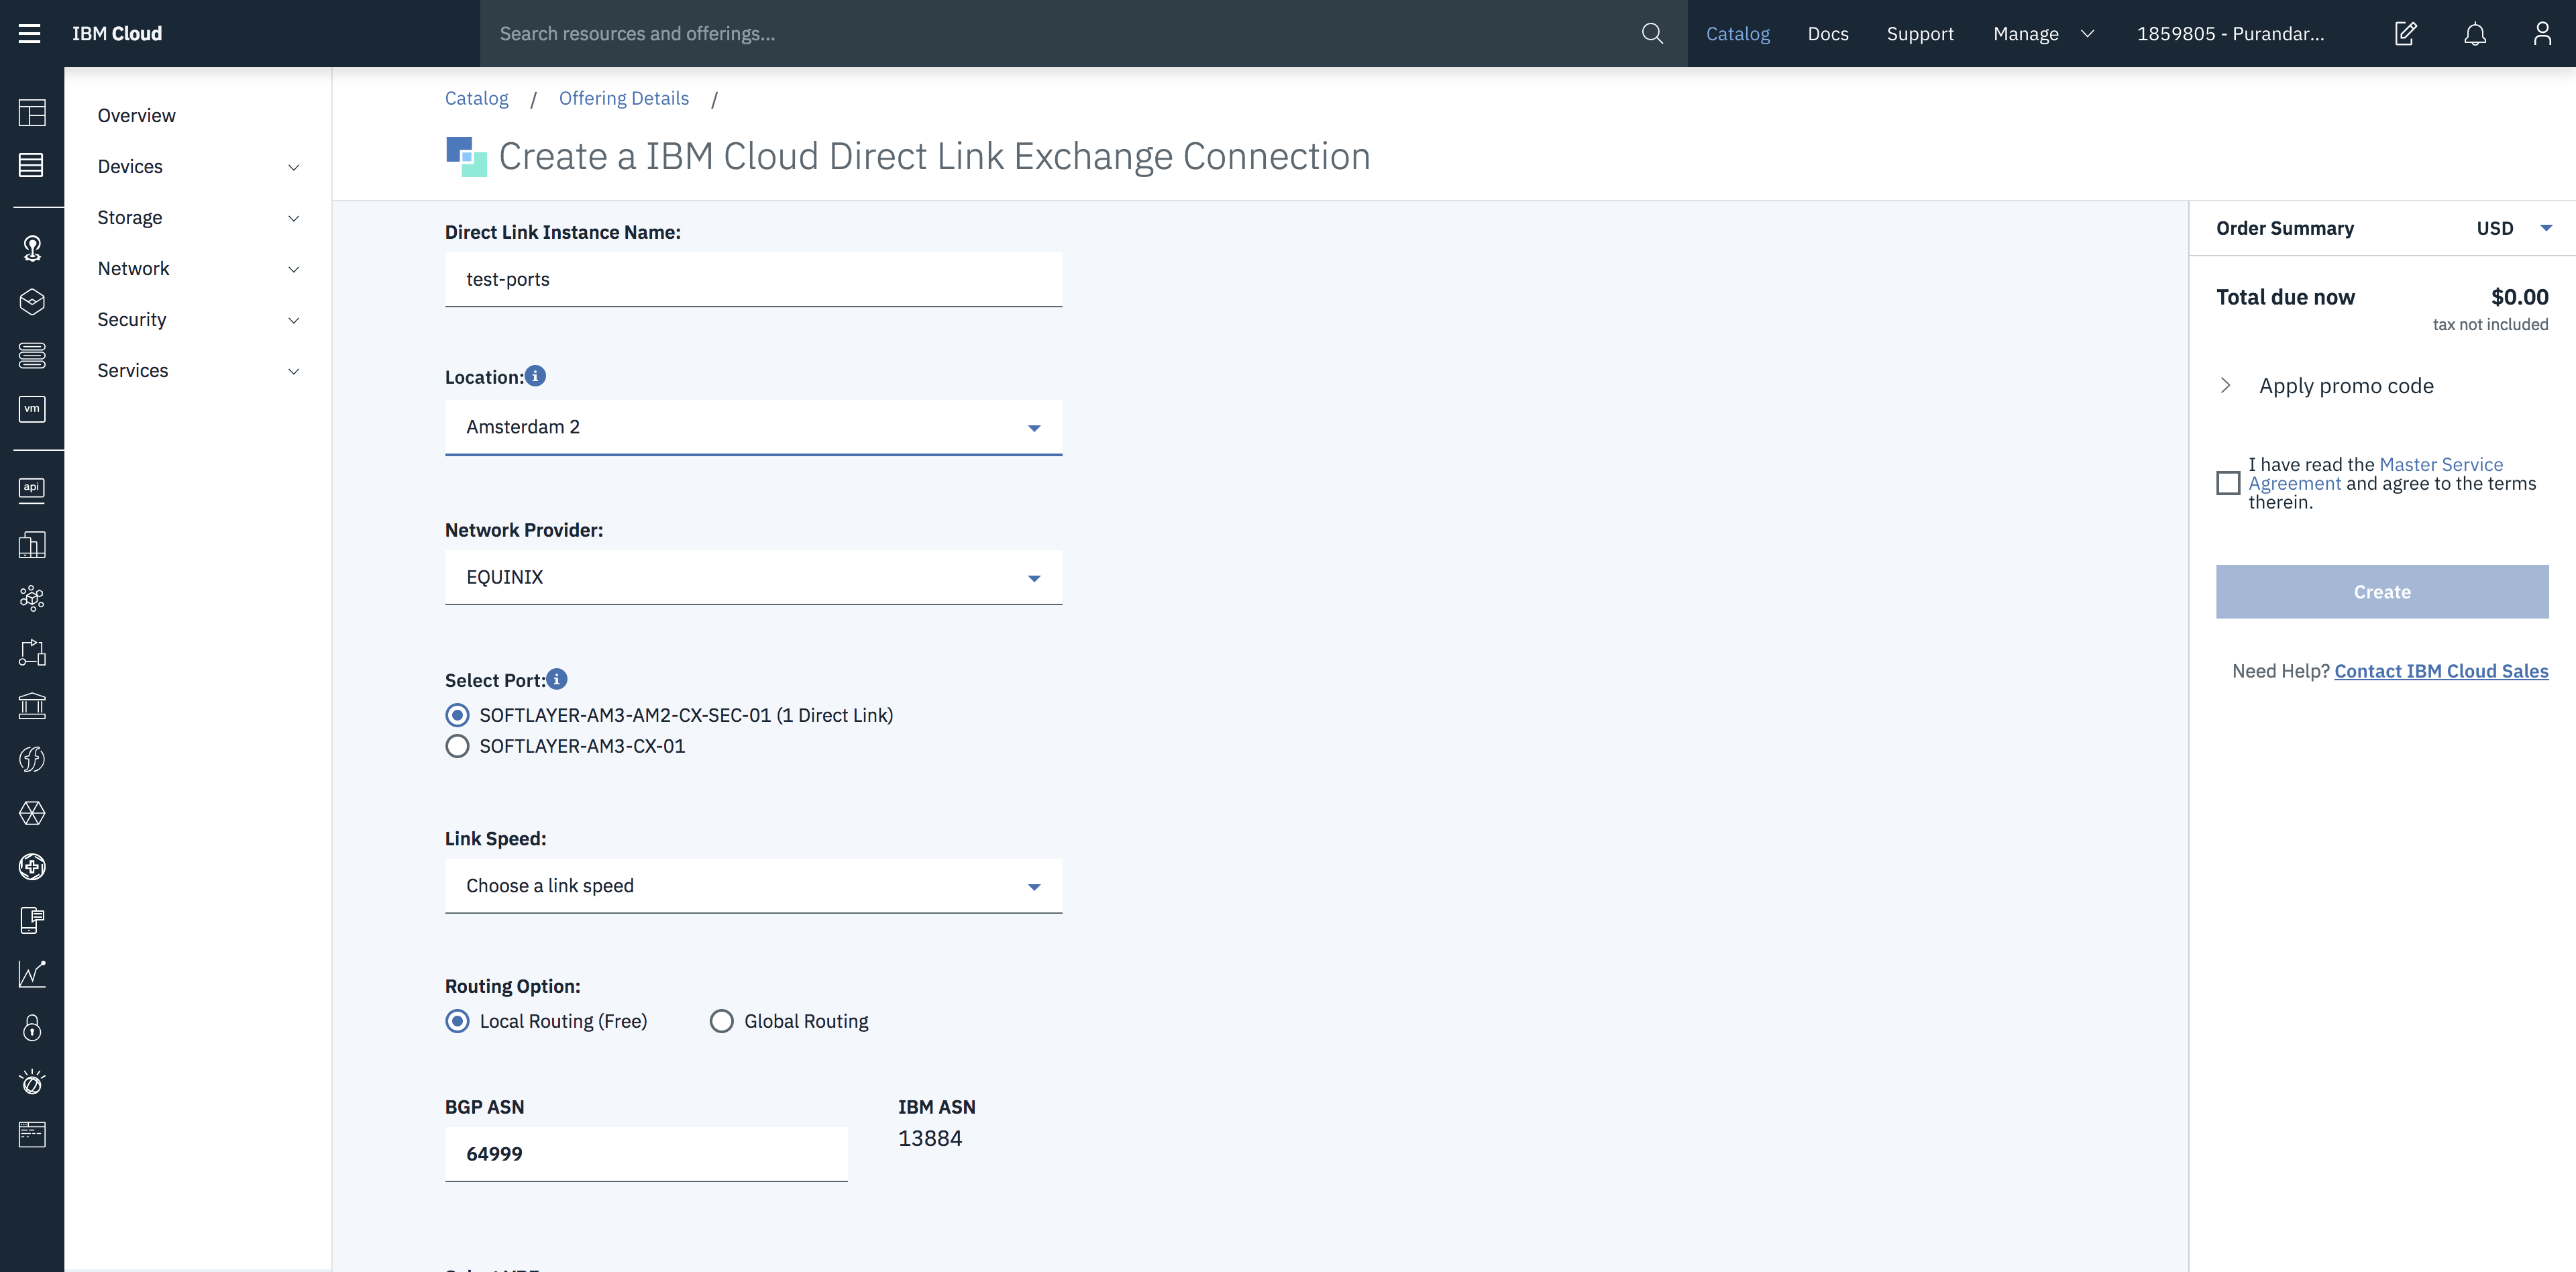 IBM Cloud
Search resources and offerings...
Catalog
Docs
Support
Manage
1859805 - Purandar...
vm
api
Overview
Devices
Storage
Network
Security
Services
Catalog / Offering Details /
Create a IBM Cloud Direct Link Exchange Connection
Direct Link Instance Name:
test-ports
Location:
Amsterdam 2
Network Provider:
EQUINIX
Select Port:
SOFTLAYER-AM3-AM2-CX-SEC-01 (1 Direct Link)
SOFTLAYER-AM3-CX-01
Link Speed:
Choose a link speed
Routing Option:
Local Routing (Free)
Global Routing
BGP ASN
64999
IBM ASN
13884
Order Summary
USD
Total due now
$0.00
tax not included
Apply promo code
I have read the Master Service
Agreement and agree to the terms
therein.
Create
Need Help? Contact IBM Cloud Sales